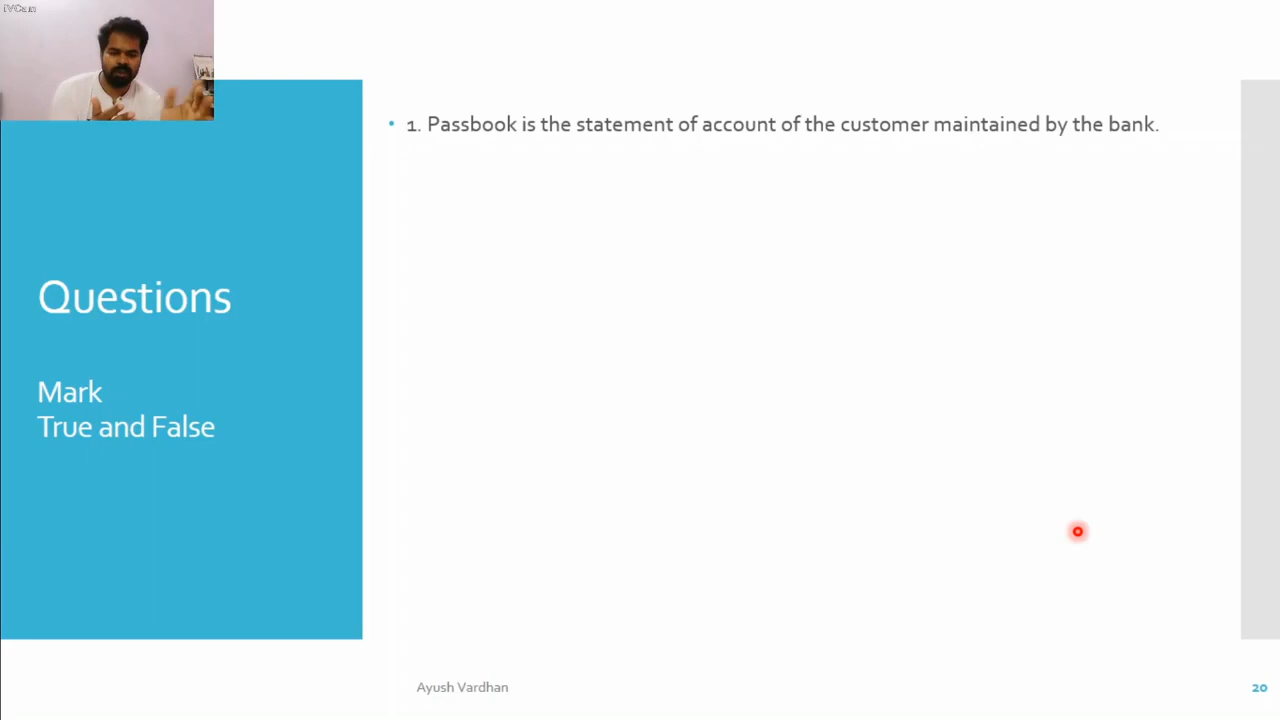 iVCam
Questions
Mark
True and False
• 1. Passbook is the statement of account of the customer maintained by the bank.
Ayush Vardhan
20